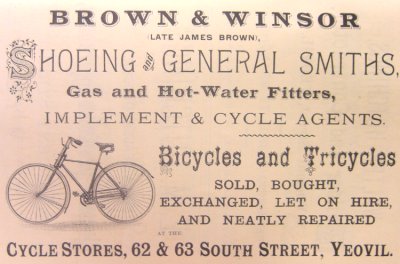 BROWN & WINSOR
(LATE JAMES BROWN),
SHOEING and GENERAL SMITHS,
Gas and Hot-Water Fitters,
IMPLEMENT & CYCLE AGENTS.
Bicycles and Tricycles
SOLD, BOUGHT,
EXCHANGED, LET ON HIRE,
AND NEATLY REPAIRED
AT THE
CYCLE STORES, 62 & 63 SOUTH STREET, YEOVIL.